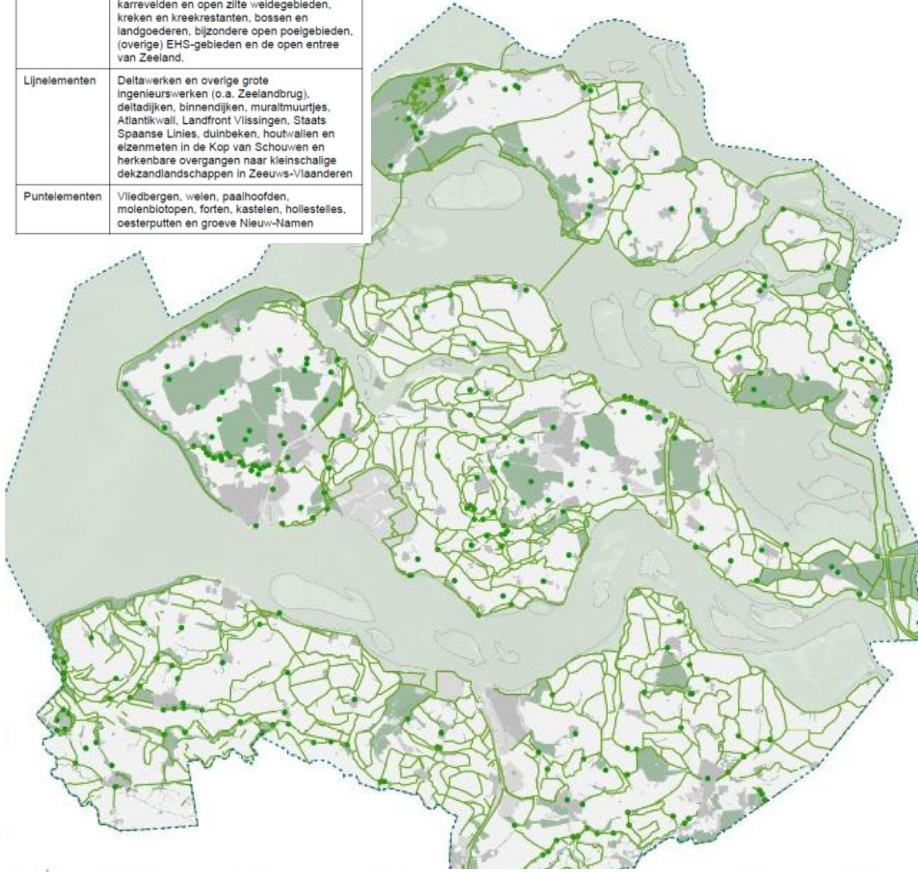 karrevelden en open zilte weidegebieden,
kreken en kreekrestanten, bossen en
landgoederen, bijzondere open poelgebieden,
(overige) EHS-gebieden en de open entree
van Zeeland.
Lijnelementen
Deltawerken en overige grote
ingenieurswerken (o.a. Zeelandbrug),
deltadijken, binnendijken, muraltmuurtjes,
Atlantikwall, Landfront Vlissingen, Staats
Spaanse Linies, duinbeken, houtwallen en
elzenmeten in de Kop van Schouwen en
herkenbare overgangen naar kleinschalige
dekzandlandschappen in Zeeuws-Vlaanderen
Puntelementen
Vliedbergen, welen, paalhoofden,
molenbiotopen, forten, kastelen, hollestelles,
oesterputten en groeve Nieuw-Namen